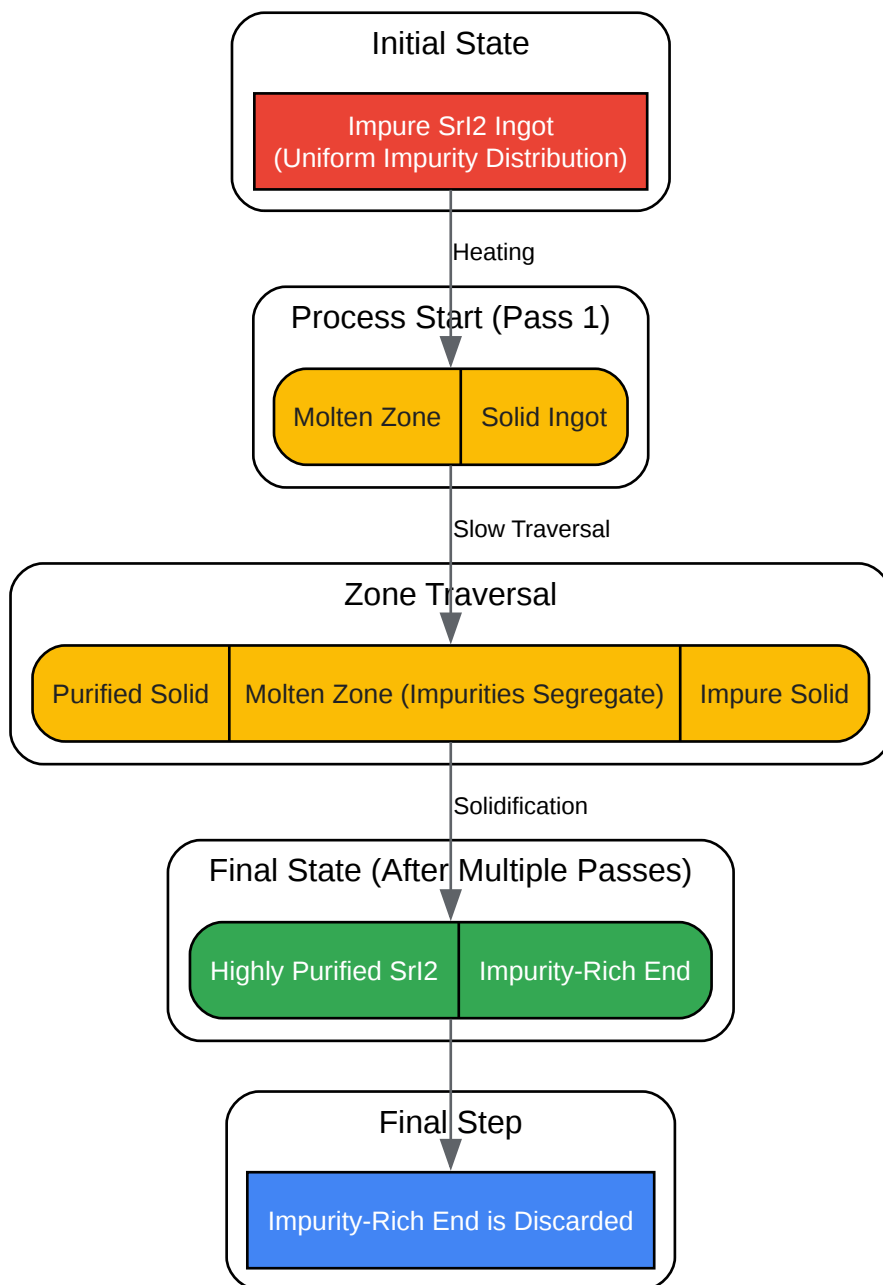 Initial State
Impure SrI2 Ingot
(Uniform Impurity Distribution)
Heating
Process Start (Pass 1)
Molten Zone
Solid Ingot
Slow Traversal
Zone Traversal
Purified Solid
Molten Zone (Impurities Segregate)
Impure Solid
Solidification
Final State (After Multiple Passes)
Highly Purified SrI2
Impurity-Rich End
Final Step
Impurity-Rich End is Discarded